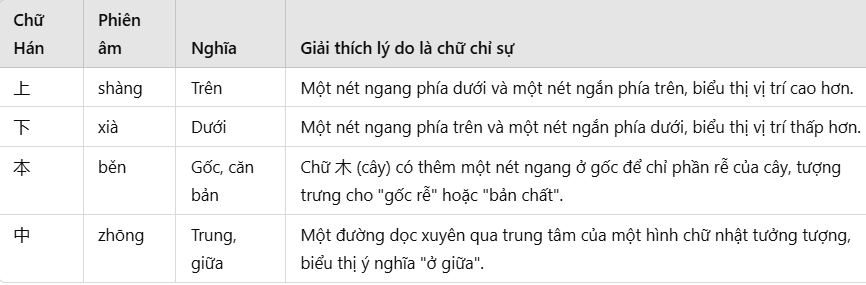 Chữ Hán | Phiên âm | Nghĩa | Giải thích lý do là chữ chỉ sự
上 | shàng | Trên | Một nét ngang phía dưới và một nét ngắn phía trên, biểu thị vị trí cao hơn.
下 | xià | Dưới | Một nét ngang phía trên và một nét ngắn phía dưới, biểu thị vị trí thấp hơn.
本 | běn | Gốc, căn bản | Chữ 木 (cây) có thêm một nét ngang ở gốc để chỉ phần rễ của cây, tượng trưng cho "gốc rễ" hoặc "bản chất".
中 | zhōng | Trung, giữa | Một đường dọc xuyên qua trung tâm của một hình chữ nhật tưởng tượng, biểu thị ý nghĩa "ở giữa".